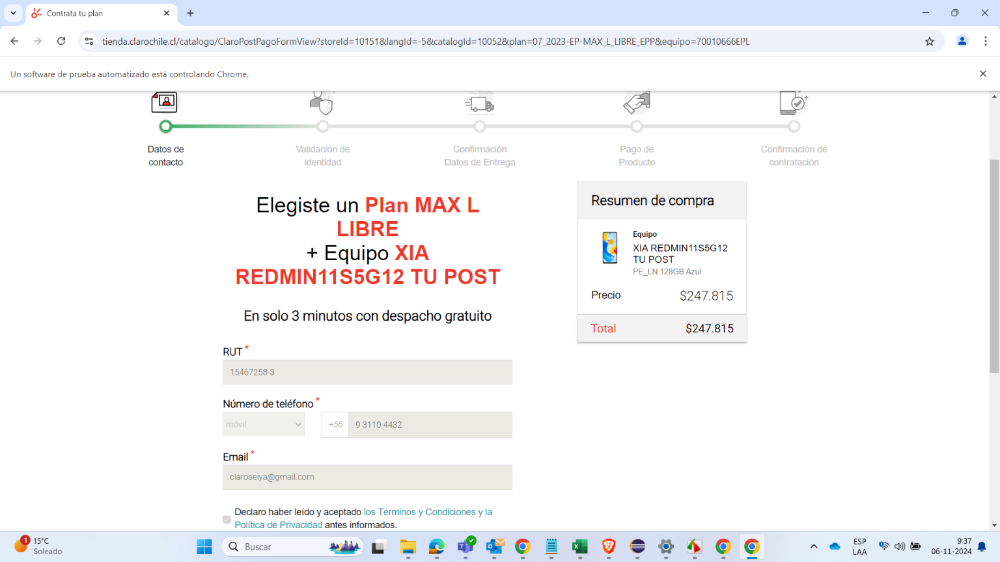 Contrata tu plan
tienda.clarochile.cl/catalogo/ClaroPostPagoFormView?storeId=10151&langId=-5&catalogId=10052&plan=07_2023-EP-MAX_L_LIBRE_EPP&equipo=70010666EPL
Un software de prueba automatizado está controlando Chrome.
Datos de
contacto
Validación de
identidad
Confirmación
Datos de Entrega
Pago de
Producto
Confirmación de
contratación
Elegiste un Plan MAX L
LIBRE
+ Equipo XIA
REDMIN11S5G12 TU POST
En solo 3 minutos con despacho gratuito
RUT *
15467258-3
Número de teléfono *
móvil
+56
9 3110 4432
Email *
claroseiya@gmail.com
Declaro haber leído y aceptado los Términos y Condiciones y la
Política de Privacidad antes informados.
Resumen de compra
Equipo
XIA REDMIN11S5G12
TU POST
PE_LN 128GB Azul
Precio $247.815
Total $247.815
1
15°C
Soleado
Buscar
ESP
LAA
9:37
06-11-2024